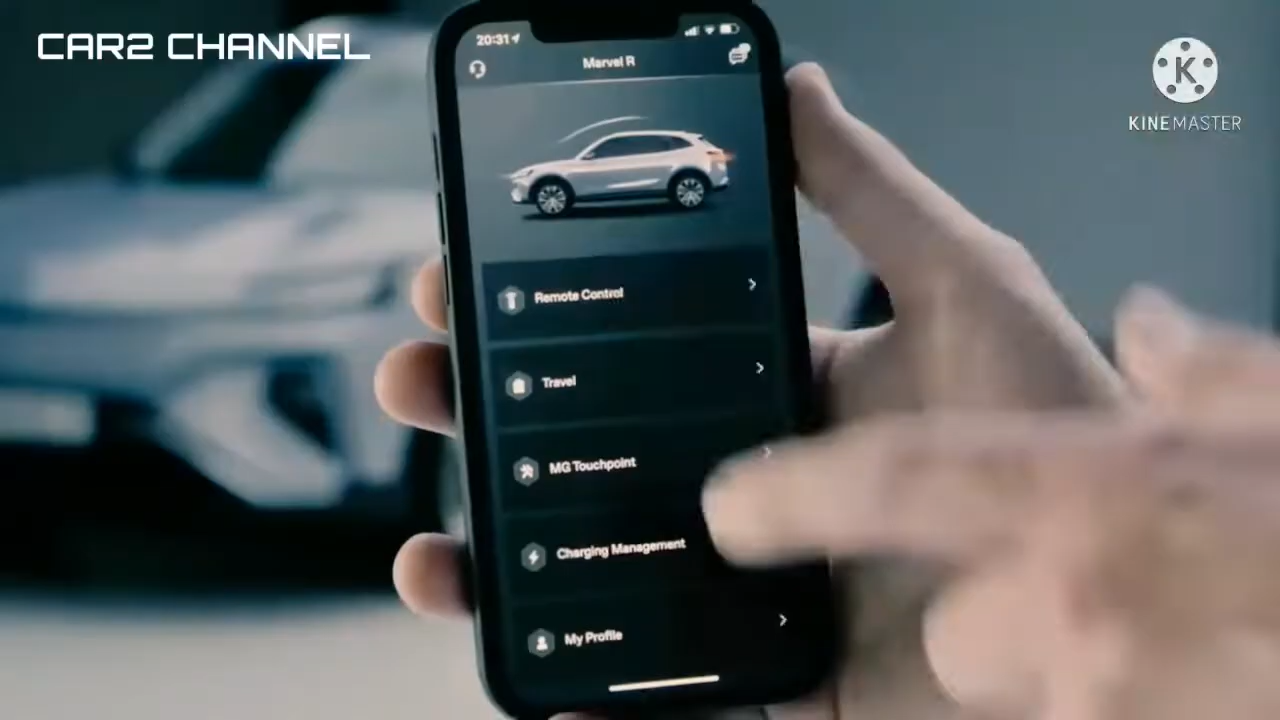 CAR2 CHANNEL
K
KINEMASTER
20:31
Marvel R
Remote Control
Travel
MG Touchpoint
Charging Management
My Profile